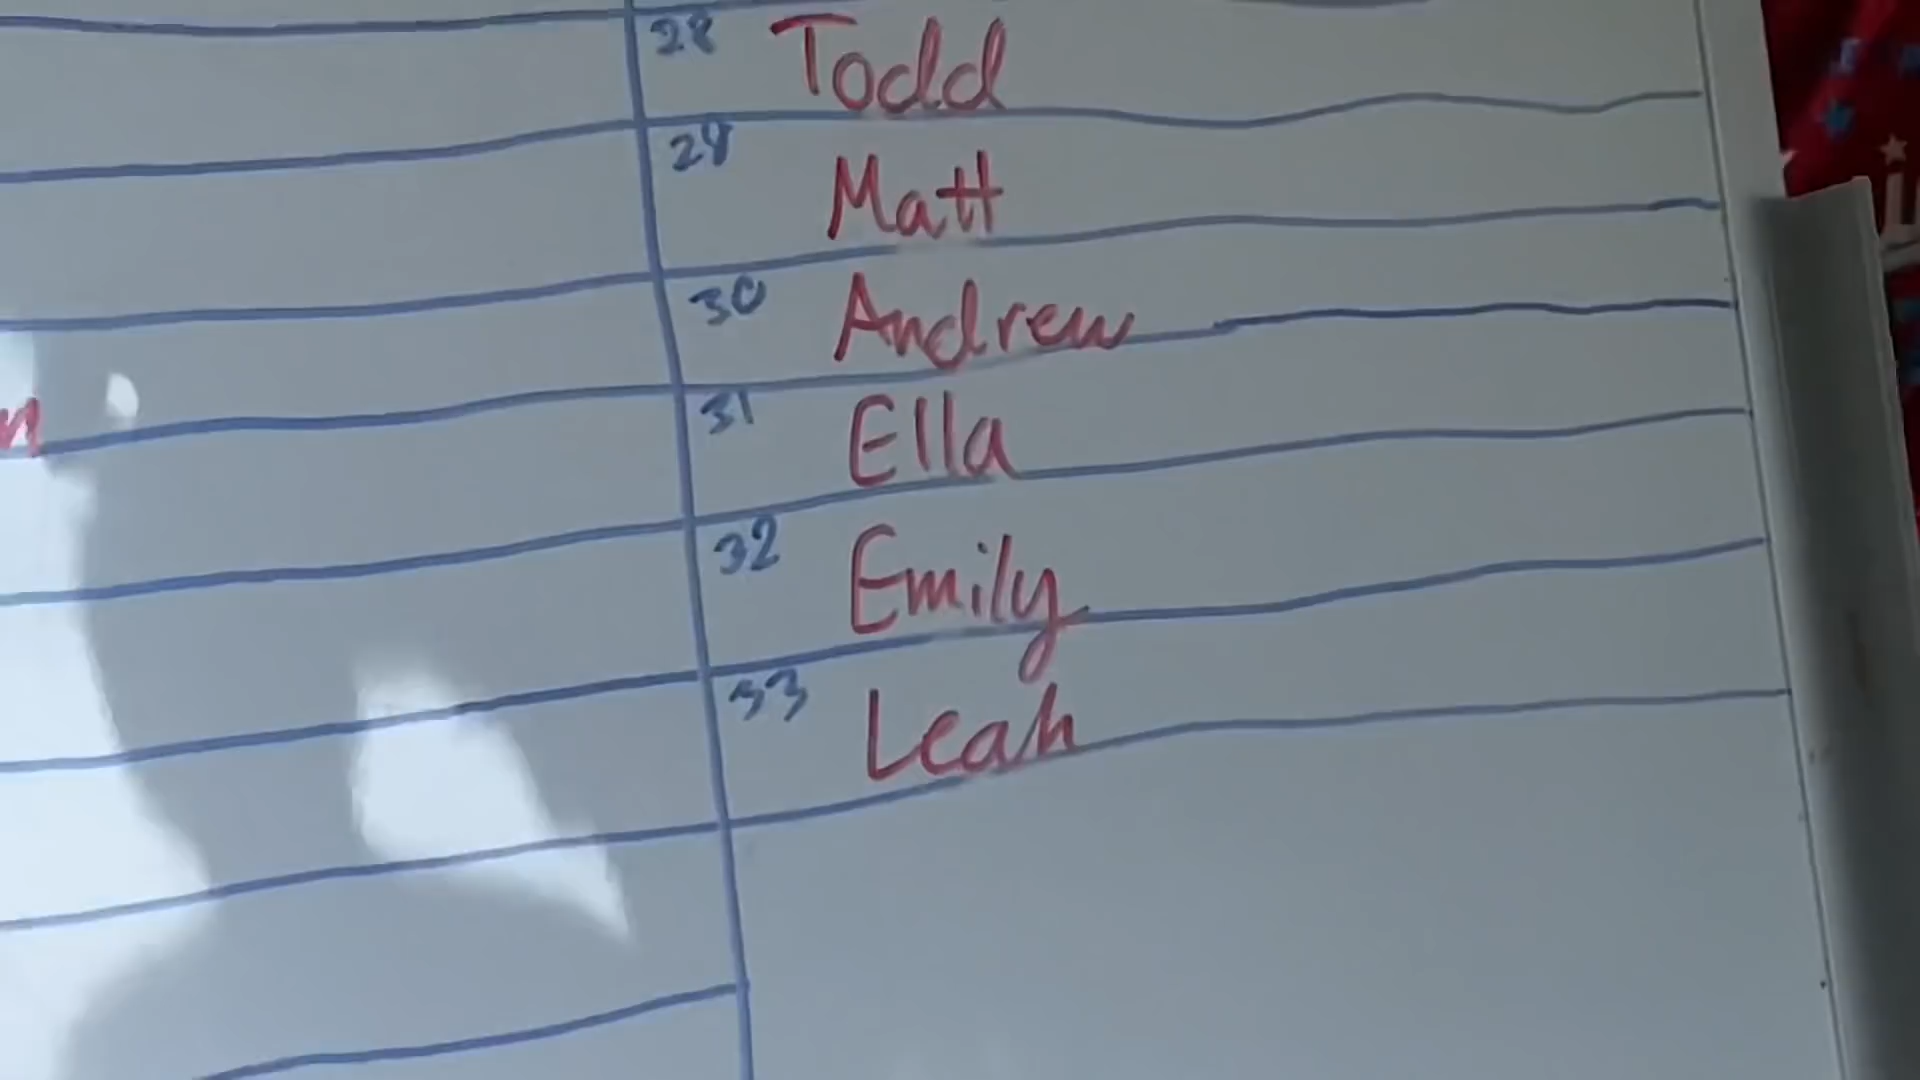 28 Todd
29 Matt
30 Andrew
31 Ella
32 Emily
33 Leah